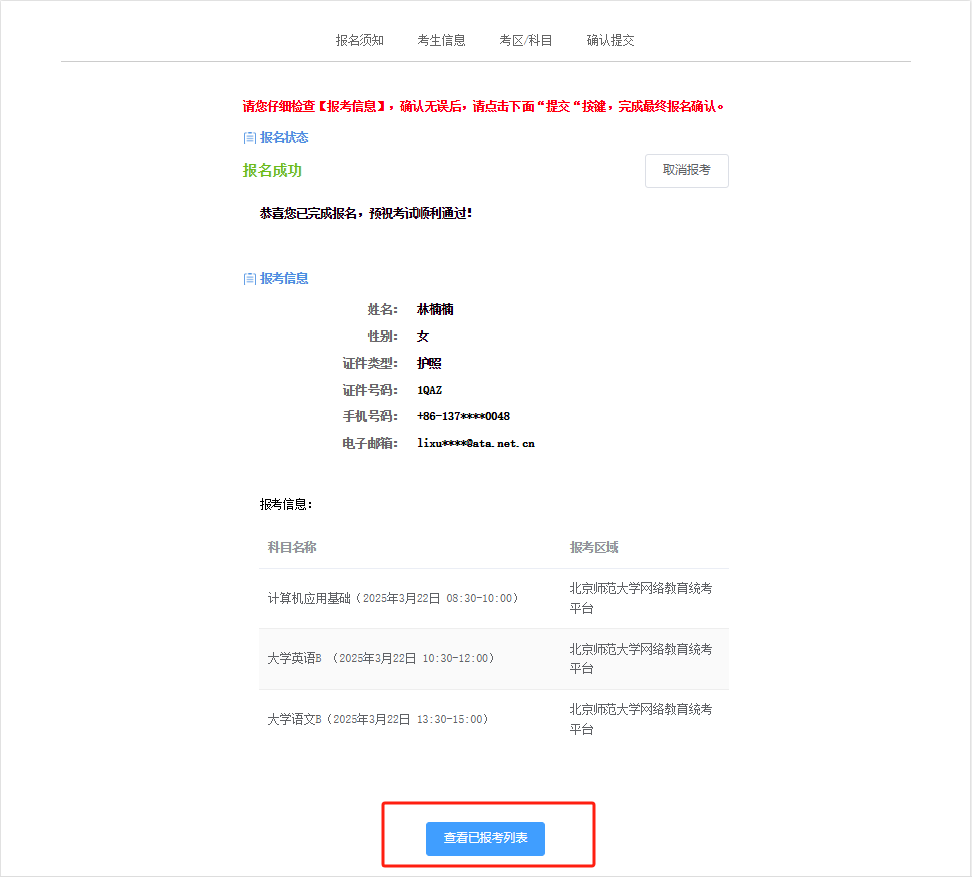 报名须知 考生信息 考区/科目 确认提交
请您仔细检查【报考信息】，确认无误后，请点击下面“提交“按键，完成最终报名确认。
报名状态
报名成功
取消报考
恭喜您已完成报名，预祝考试顺利通过！
报考信息
姓名： 林楠楠
性别： 女
证件类型： 护照
证件号码： 1QAZ
手机号码： +86-137****0048
电子邮箱： lixu****@ata.net.cn
报考信息：
科目名称 报考区域
计算机应用基础（2025年3月22日 08:30-10:00） 北京师范大学网络教育统考
平台
大学英语B （2025年3月22日 10:30-12:00） 北京师范大学网络教育统考
平台
大学语文B（2025年3月22日 13:30-15:00） 北京师范大学网络教育统考
平台
查看已报考列表